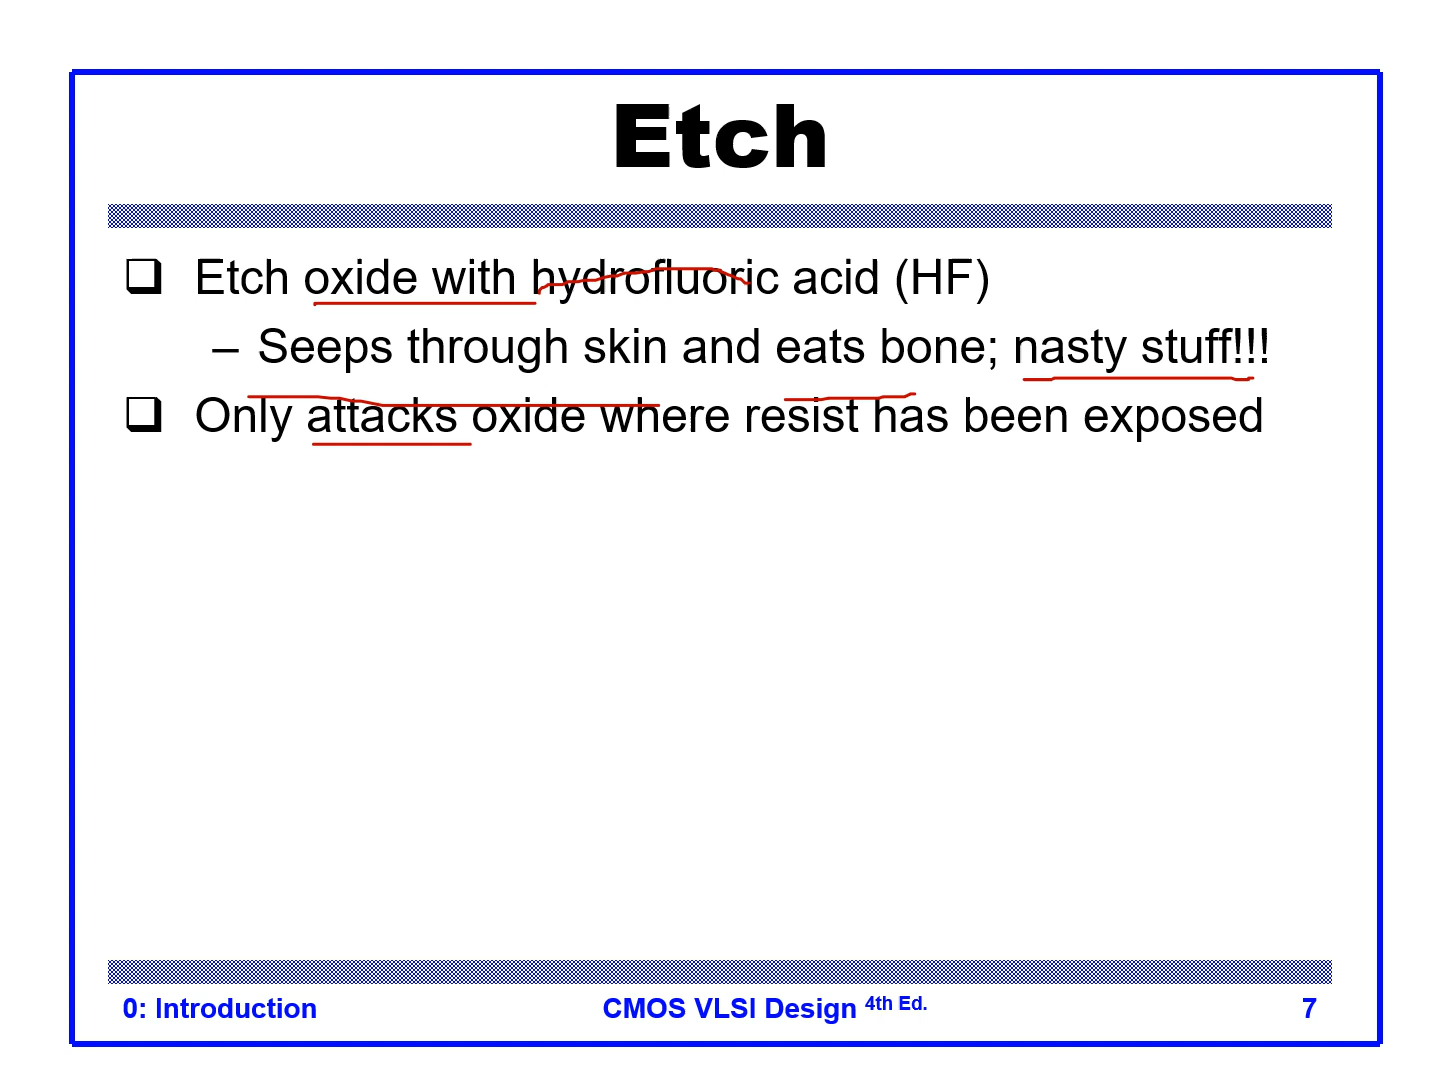 Etch
❑ Etch oxide with hydrofluoric acid (HF)
– Seeps through skin and eats bone; nasty stuff!!!
❑ Only attacks oxide where resist has been exposed
0: Introduction
CMOS VLSI Design 4th Ed.
7